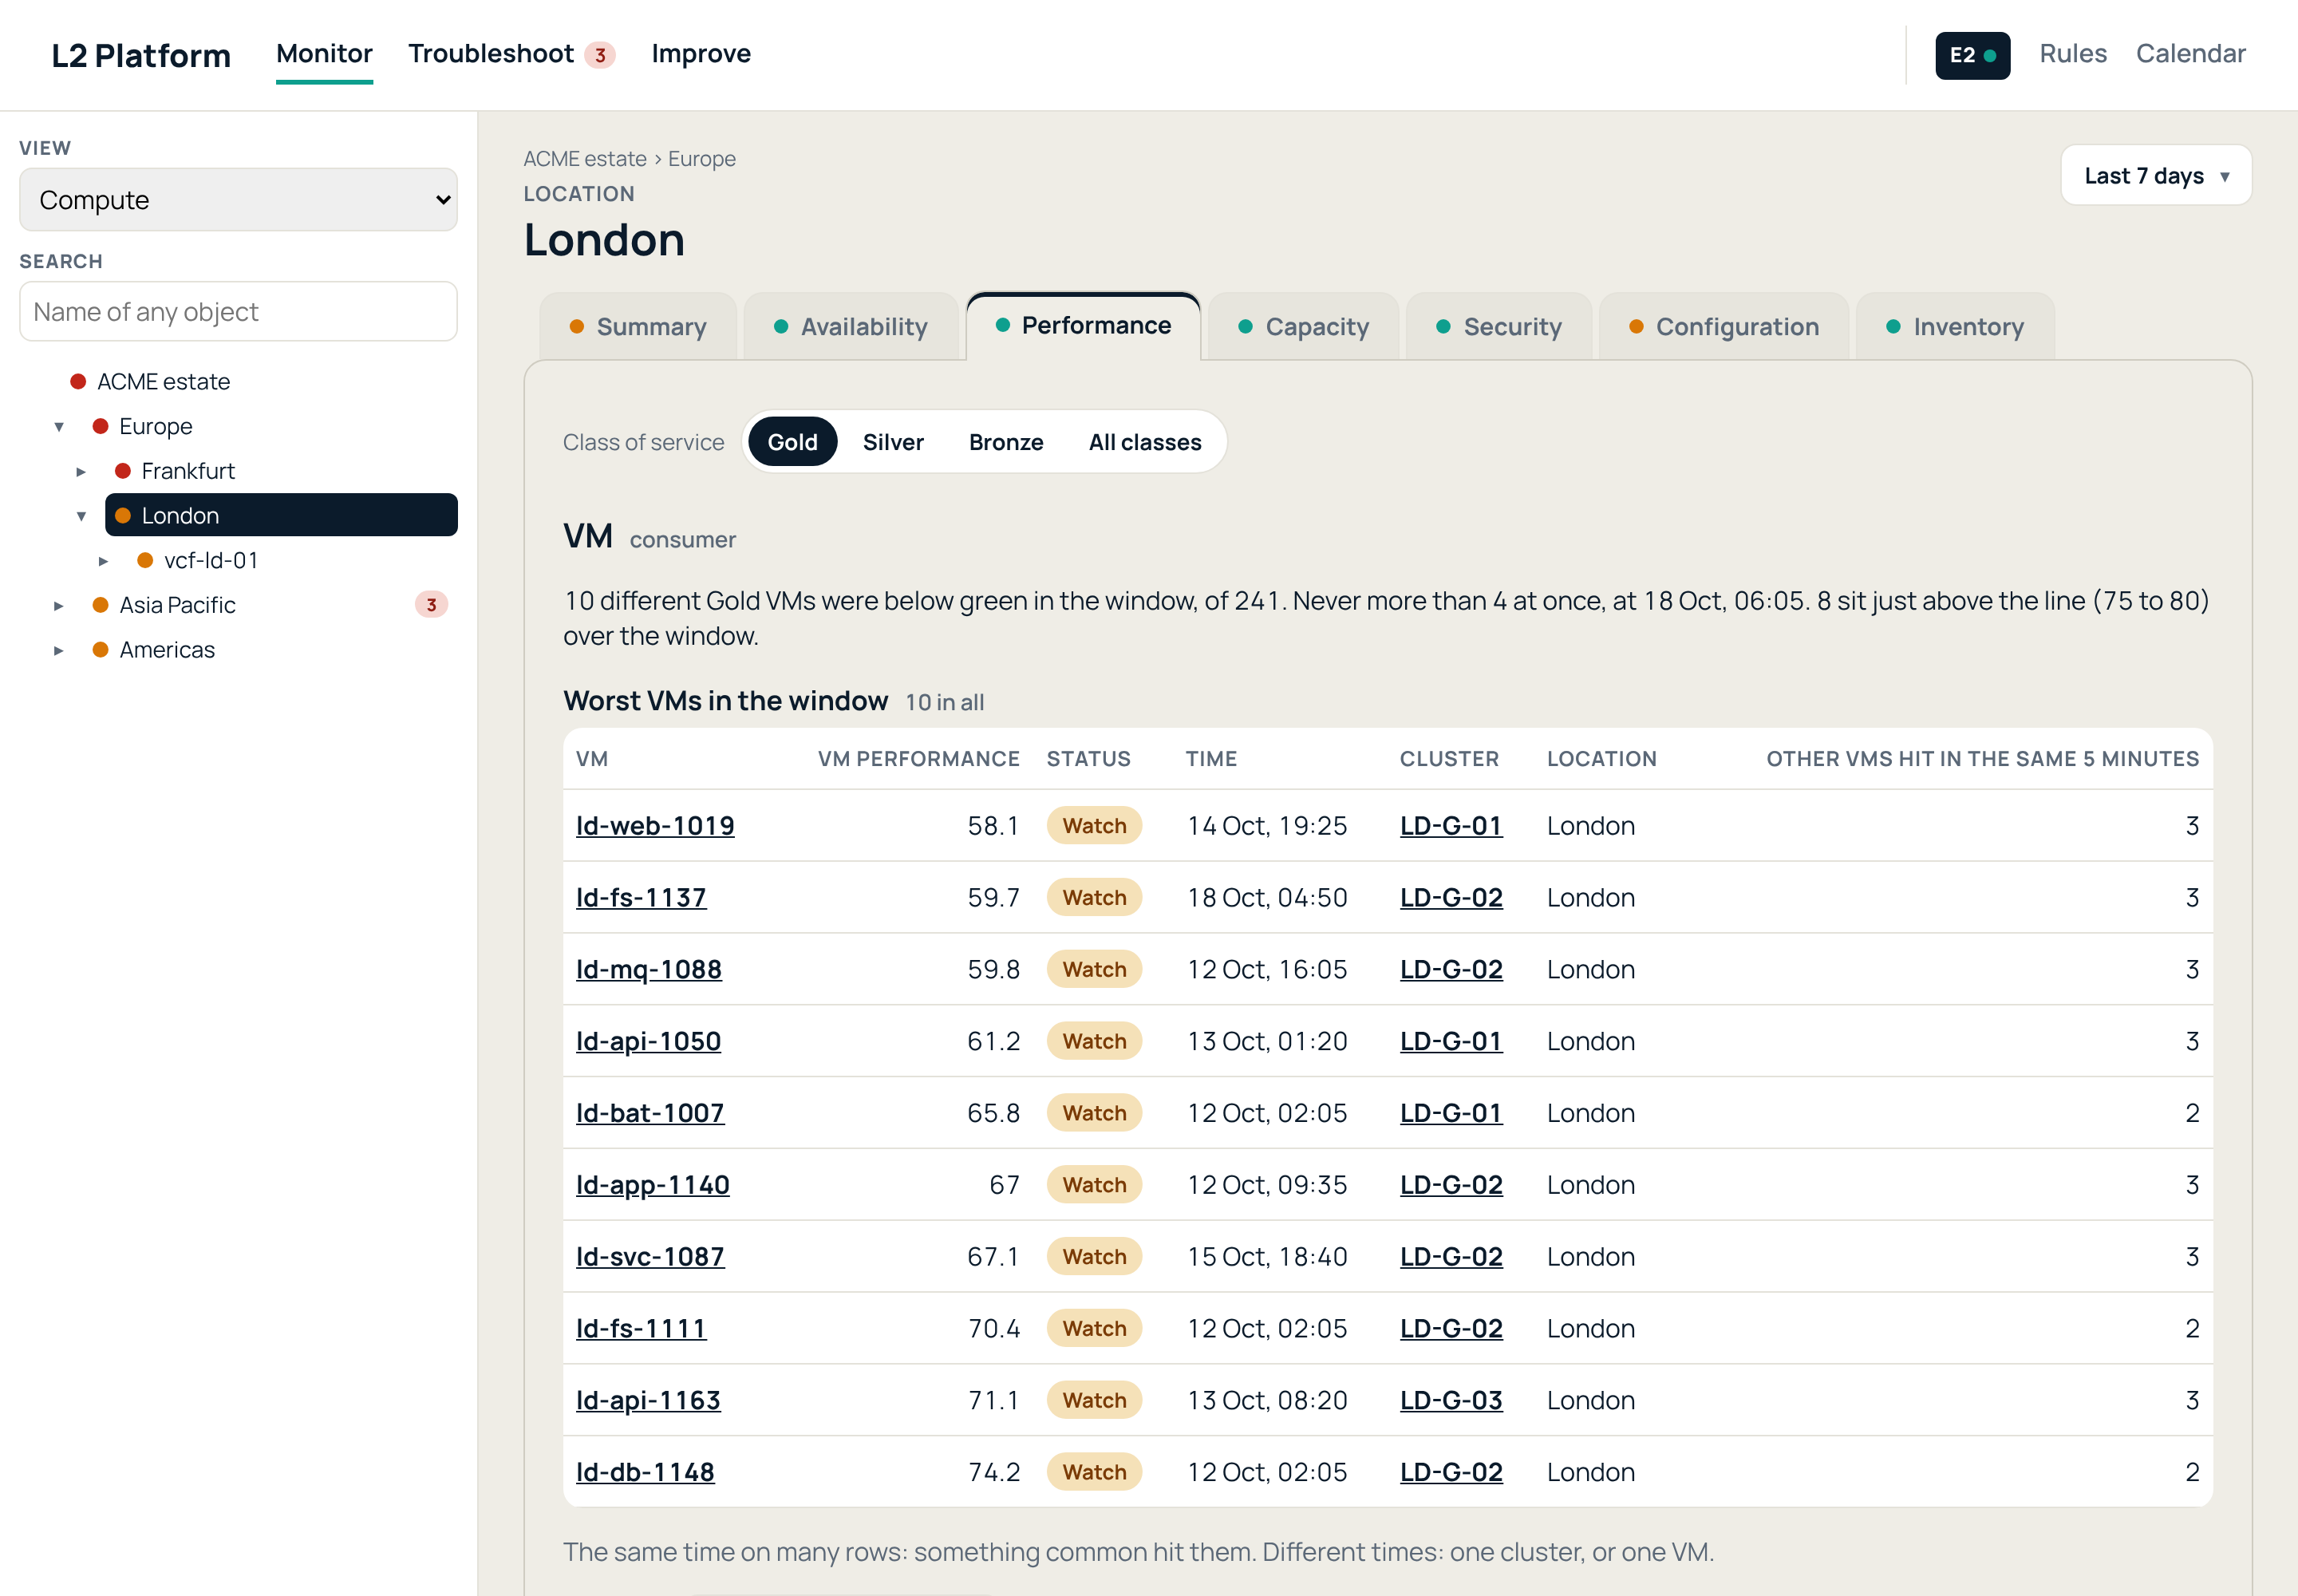 L2 Platform
Monitor
Troubleshoot 3
Improve
E2
Rules
Calendar
VIEW
Compute
SEARCH
Name of any object
ACME estate
Europe
Frankfurt
London
vcf-ld-01
Asia Pacific 3
Americas
ACME estate › Europe
LOCATION
London
Last 7 days
Summary
Availability
Performance
Capacity
Security
Configuration
Inventory
Class of service Gold Silver Bronze All classes
VM consumer
10 different Gold VMs were below green in the window, of 241. Never more than 4 at once, at 18 Oct, 06:05. 8 sit just above the line (75 to 80)
over the window.
Worst VMs in the window 10 in all
VM VM PERFORMANCE STATUS TIME CLUSTER LOCATION OTHER VMS HIT IN THE SAME 5 MINUTES
ld-web-1019 58.1 Watch 14 Oct, 19:25 LD-G-01 London 3
ld-fs-1137 59.7 Watch 18 Oct, 04:50 LD-G-02 London 3
ld-mq-1088 59.8 Watch 12 Oct, 16:05 LD-G-02 London 3
ld-api-1050 61.2 Watch 13 Oct, 01:20 LD-G-01 London 3
ld-bat-1007 65.8 Watch 12 Oct, 02:05 LD-G-01 London 2
ld-app-1140 67 Watch 12 Oct, 09:35 LD-G-02 London 3
ld-svc-1087 67.1 Watch 15 Oct, 18:40 LD-G-02 London 3
ld-fs-1111 70.4 Watch 12 Oct, 02:05 LD-G-02 London 2
ld-api-1163 71.1 Watch 13 Oct, 08:20 LD-G-03 London 3
ld-db-1148 74.2 Watch 12 Oct, 02:05 LD-G-02 London 2
The same time on many rows: something common hit them. Different times: one cluster, or one VM.